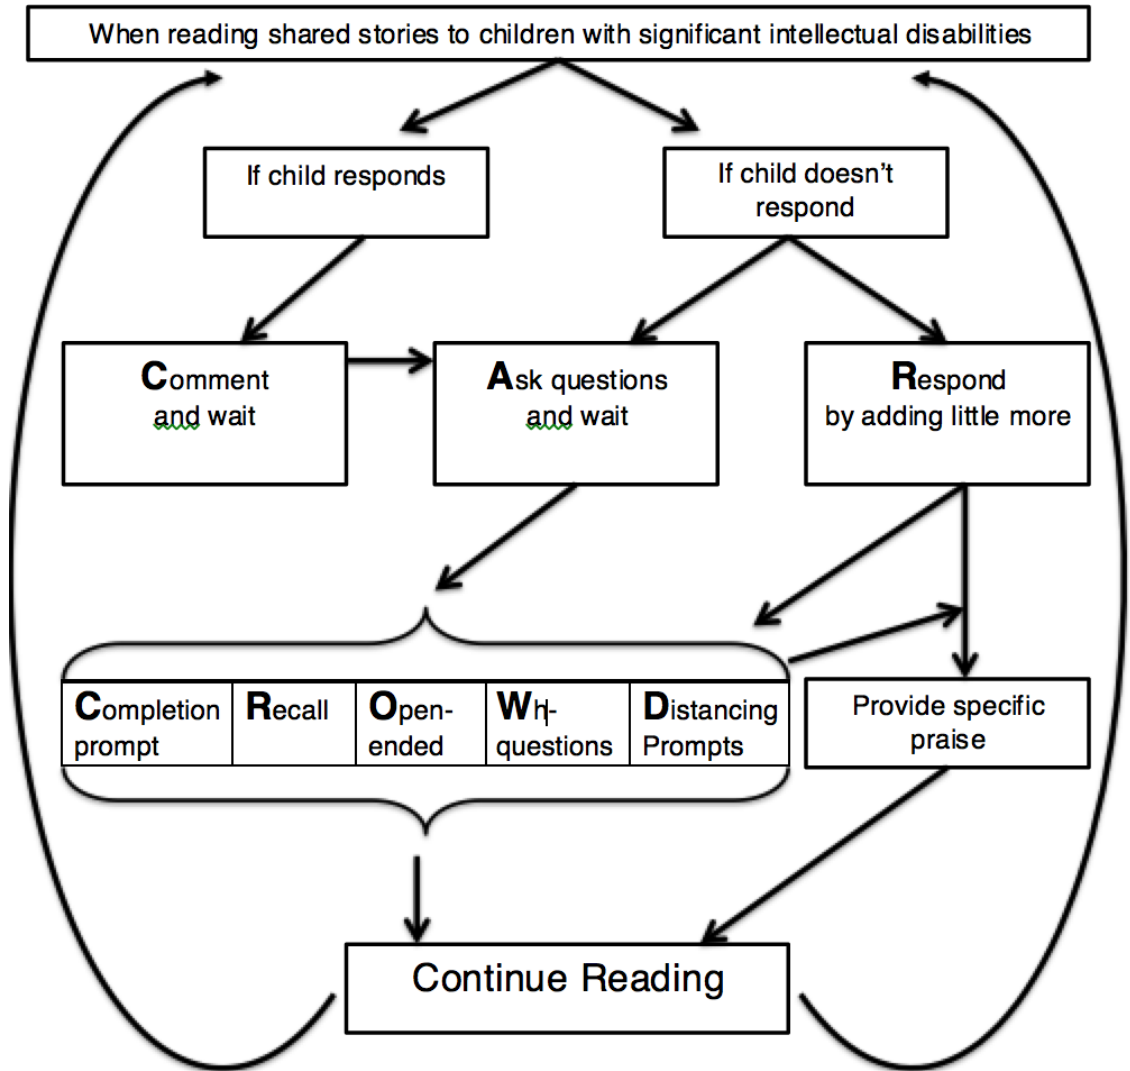 When reading shared stories to children with significant intellectual disabilities
If child responds
If child doesn't
respond
Comment
and wait
Ask questions
and wait
Respond
by adding little more
Completion
prompt
Recall
Open-
ended
Wh-
questions
Distancing
Prompts
Provide specific
praise
Continue Reading